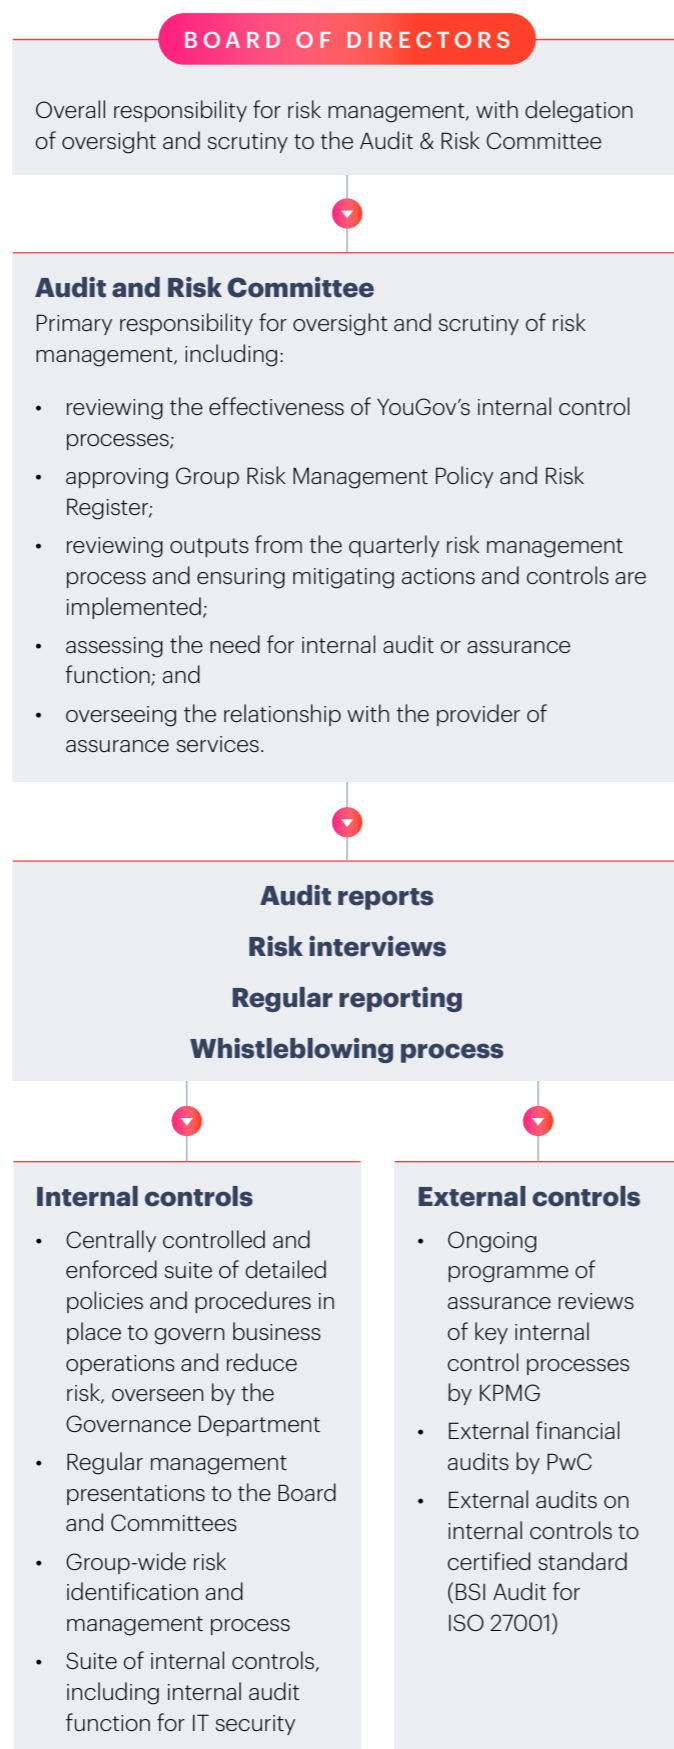 BOARD OF DIRECTORS
Overall responsibility for risk management, with delegation
of oversight and scrutiny to the Audit & Risk Committee
Audit and Risk Committee
Primary responsibility for oversight and scrutiny of risk
management, including:
• reviewing the effectiveness of YouGov’s internal control
processes;
• approving Group Risk Management Policy and Risk
Register;
• reviewing outputs from the quarterly risk management
process and ensuring mitigating actions and controls are
implemented;
• assessing the need for internal audit or assurance
function; and
• overseeing the relationship with the provider of
assurance services.
Audit reports
Risk interviews
Regular reporting
Whistleblowing process
Internal controls
• Centrally controlled and
enforced suite of detailed
policies and procedures in
place to govern business
operations and reduce
risk, overseen by the
Governance Department
• Regular management
presentations to the Board
and Committees
• Group-wide risk
identification and
management process
• Suite of internal controls,
including internal audit
function for IT security
External controls
• Ongoing
programme of
assurance reviews
of key internal
control processes
by KPMG
• External financial
audits by PwC
• External audits on
internal controls to
certified standard
(BSI Audit for
ISO 27001)